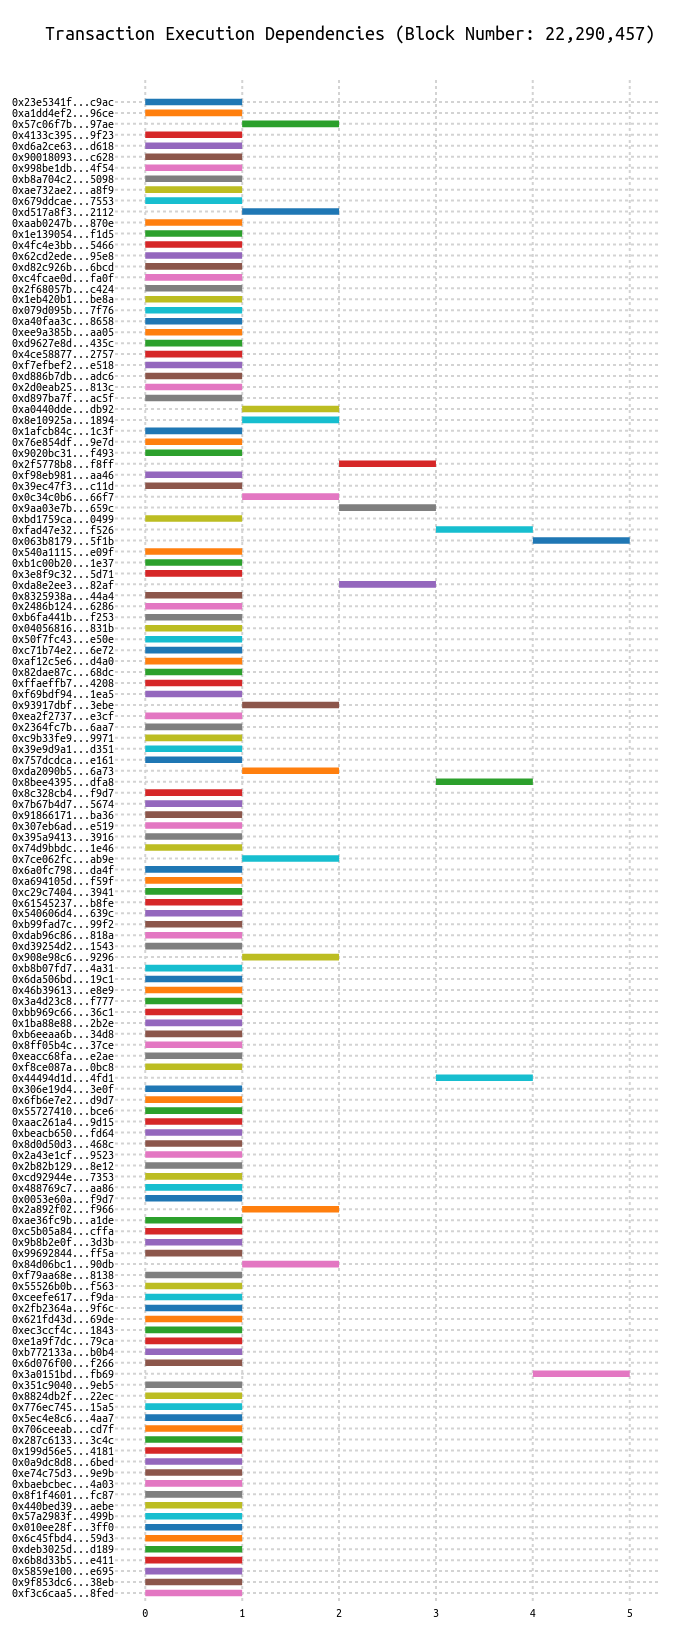 Transaction Execution Dependencies (Block Number: 22,290,457)
0x23e5341f...c9ac
0xa1dd4ef2...96ce
0x57c06f7b...97ae
0x4133c395...9f23
0xd6a2ce63...d618
0x90018093...c628
0x998be1db...4f54
0xb8a704c2...5098
0xae732ae2...a8f9
0x679ddcae...7553
0xd517a8f3...2112
0xaab0247b...870e
0x1e139054...f1d5
0x4fc4e3bb...5466
0x62cd2ede...95e8
0xd82c926b...6bcd
0xc4fcae0d...fa0f
0x2f68057b...c424
0x1eb420b1...be8a
0x079d095b...7f76
0xa40faa3c...8658
0xee9a385b...aa05
0xd9627e8d...435c
0x4ce58877...2757
0xf7efbef2...e518
0xd886b7db...adc6
0x2d0eab25...813c
0xd897ba7f...ac5f
0xa0440dde...db92
0x8e10925a...1894
0x1afcb84c...1c3f
0x76e854df...9e7d
0x9020bc31...f493
0x2f5778b8...f8ff
0xf98eb981...aa46
0x39ec47f3...c11d
0x0c34c0b6...66f7
0x9aa03e7b...659c
0xbd1759ca...0499
0xfad47e32...f526
0x063b8179...5f1b
0x540a1115...e09f
0xb1c00b20...1e37
0x3e8f9c32...5d71
0xda8e2ee3...82af
0x8325938a...44a4
0x2486b124...6286
0xb6fa441b...f253
0x04056816...831b
0x50f7fc43...e50e
0xc71b74e2...6e72
0xaf12c5e6...d4a0
0x82dae87c...68dc
0xffaeffb7...4208
0xf69bdf94...1ea5
0x93917dbf...3ebe
0xea2f2737...e3cf
0x2364fc7b...6aa7
0xc9b33fe9...9971
0x39e9d9a1...d351
0x757dcdca...e161
0xda2090b5...6a73
0x8bee4395...dfa8
0x8c328cb4...f9d7
0x7b67b4d7...5674
0x91866171...ba36
0x307eb6ad...e519
0x395a9413...3916
0x74d9bbdc...1e46
0x7ce062fc...ab9e
0x6a0fc798...da4f
0xa694105d...f59f
0xc29c7404...3941
0x61545237...b8fe
0x540606d4...639c
0xb99fad7c...99f2
0xdab96c86...818a
0xd39254d2...1543
0x908e98c6...9296
0xb8b07fd7...4a31
0x6da506bd...19c1
0x46b39613...e8e9
0x3a4d23c8...f777
0xbb969c66...36c1
0x1ba88e88...2b2e
0xb6eeaa6b...34d8
0x8ff05b4c...37ce
0xeacc68fa...e2ae
0xf8ce087a...0bc8
0x44494d1d...4fd1
0x306e19d4...3e0f
0x6fb6e7e2...d9d7
0x55727410...bce6
0xaac261a4...9d15
0xbeacb650...fd64
0x8d0d50d3...468c
0x2a43e1cf...9523
0x2b82b129...8e12
0xcd92944e...7353
0x488769c7...aa86
0x0053e60a...f9d7
0x2a892f02...f966
0xae36fc9b...a1de
0xc5b05a84...cffa
0x9b8b2e0f...3d3b
0x99692844...ff5a
0x84d06bc1...90db
0xf79aa68e...8138
0x55526b0b...f563
0xceefe617...f9da
0x2fb2364a...9f6c
0x621fd43d...69de
0xec3ccf4c...1843
0xe1a9f7dc...79ca
0xb772133a...b0b4
0x6d076f00...f266
0x3a0151bd...fb69
0x351c9040...9eb5
0x8824db2f...22ec
0x776ec745...15a5
0x5ec4e8c6...4aa7
0x706ceeab...cd7f
0x287c6133...3c4c
0x199d56e5...4181
0x0a9dc8d8...6bed
0xe74c75d3...9e9b
0xbaebcbec...4a03
0x8f1f4601...fc87
0x440bed39...aebe
0x57a2983f...499b
0x010ee28f...3ff0
0x6c45fbd4...59d3
0xdeb3025d...d189
0x6b8d33b5...e411
0x5859e100...e695
0x9f853dc6...38eb
0xf3c6caa5...8fed
0 1 2 3 4 5